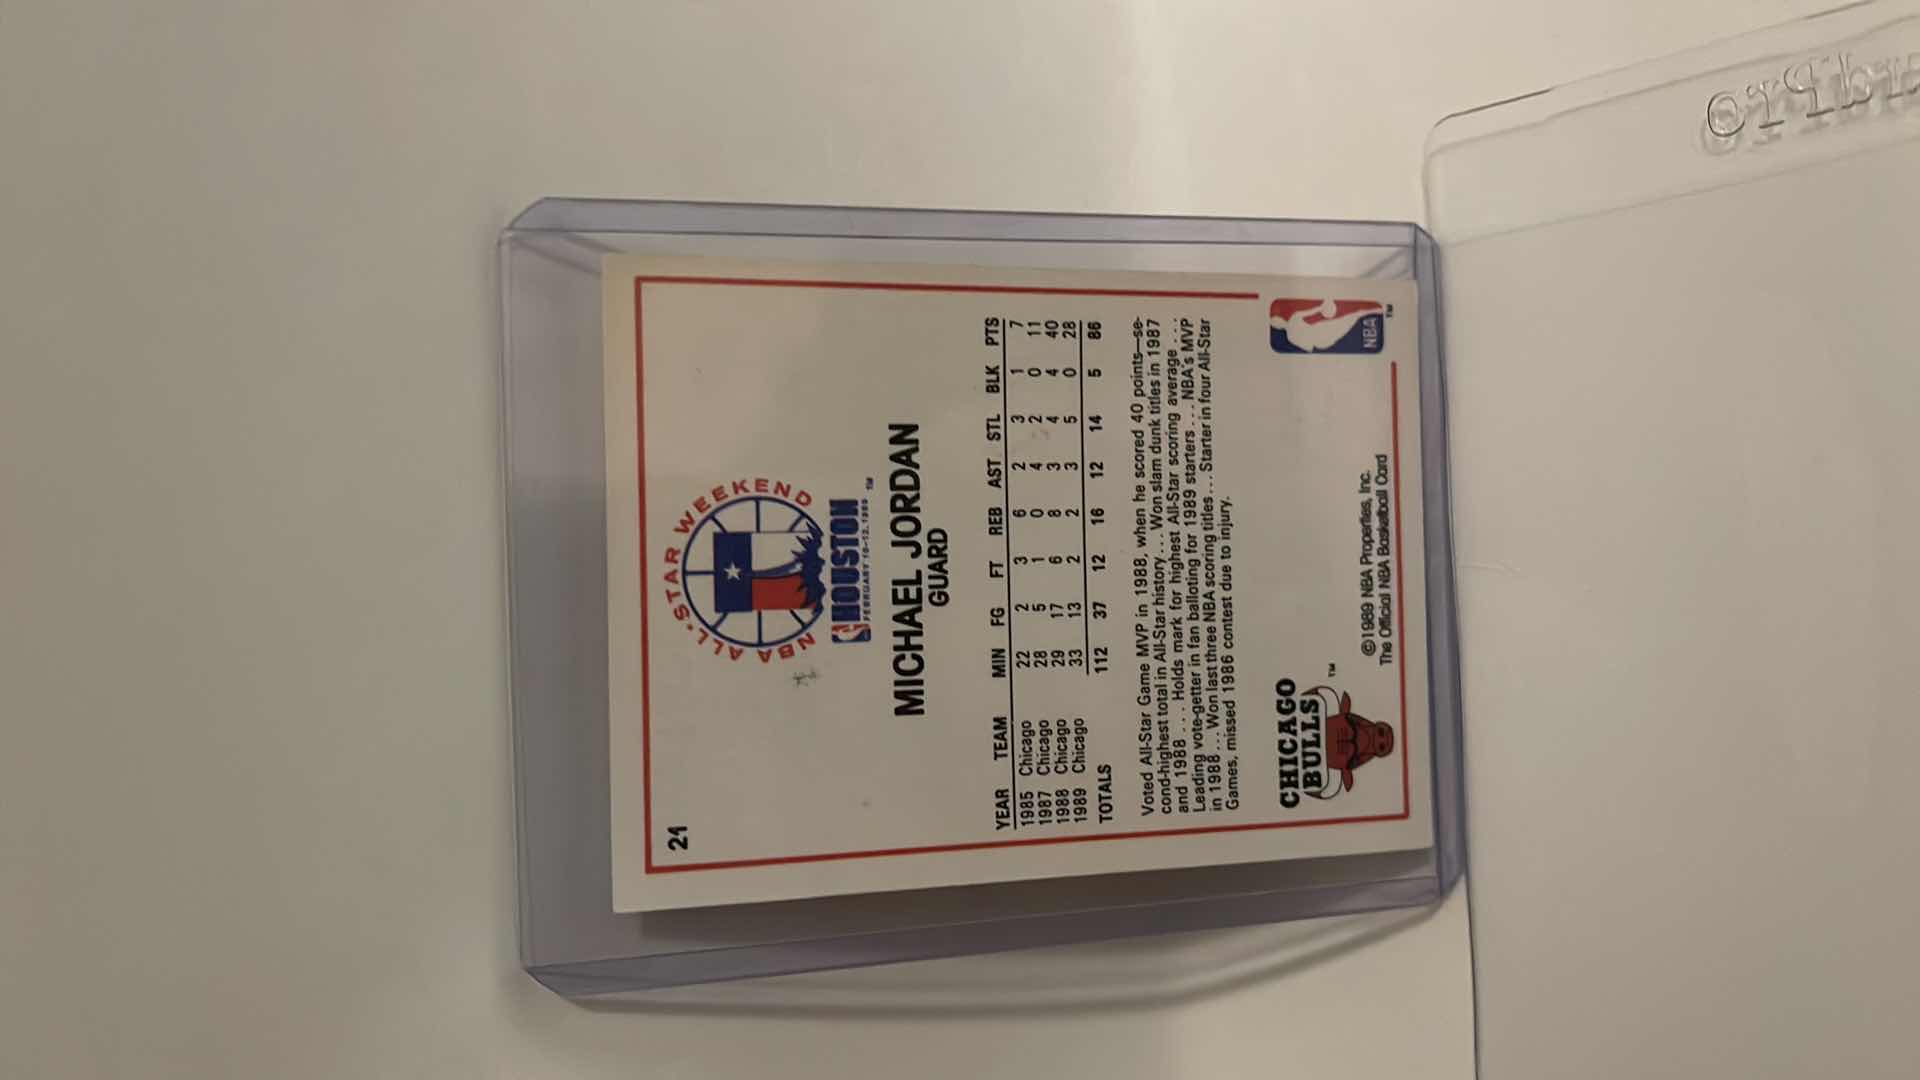 21
NBA ALL-STAR WEEKEND
HOUSTON
FEBRUARY 10-12, 1989
TM
MICHAEL JORDAN
GUARD
YEAR TEAM MIN FG FT REB AST STL BLK PTS
1985 Chicago 22 2 3 6 2 3 1 7
1987 Chicago 28 5 1 0 4 2 0 11
1988 Chicago 29 17 6 8 3 4 4 40
1989 Chicago 33 13 2 2 3 5 0 28
TOTALS 112 37 12 16 12 14 5 86
Voted All-Star Game MVP in 1988, when he scored 40 points—se-
cond-highest total in All-Star history... Won slam dunk titles in 1987
and 1988 . . . Holds mark for highest All-Star scoring average . . .
Leading vote-getter in fan balloting for 1989 starters . . . NBA's MVP
in 1988 ... Won last three NBA scoring titles ... Starter in four All-Star
Games, missed 1986 contest due to injury.
CHICAGO
BULLS
TM
©1989 NBA Properties, Inc.
The Official NBA Basketball Card
NBA
TM